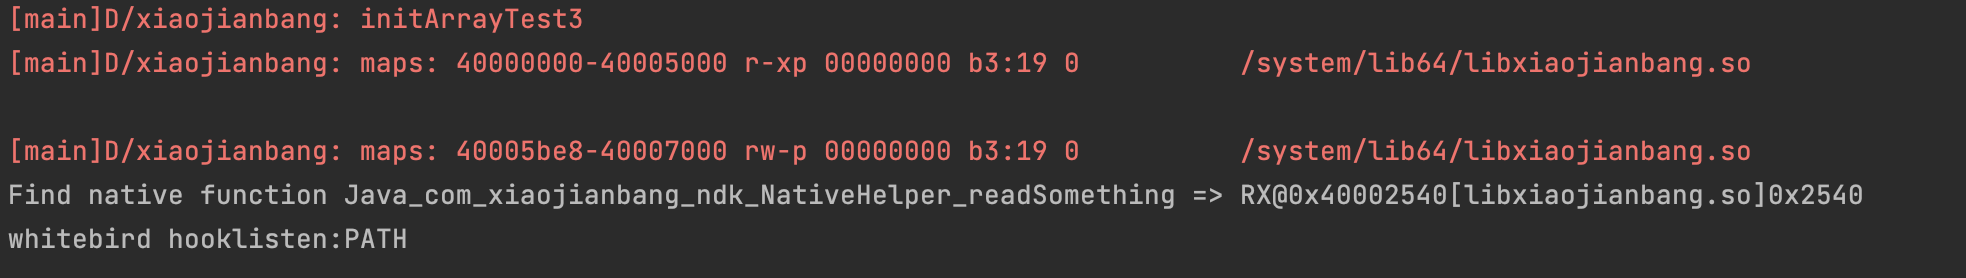 [main]D/xiaojianbang: initArrayTest3
[main]D/xiaojianbang: maps: 40000000-40005000 r-xp 00000000 b3:19 0          /system/lib64/libxiaojianbang.so
[main]D/xiaojianbang: maps: 40005be8-40007000 rw-p 00000000 b3:19 0          /system/lib64/libxiaojianbang.so
Find native function Java_com_xiaojianbang_ndk_NativeHelper_readSomething => RX@0x40002540[libxiaojianbang.so]0x2540
whitebird hooklisten:PATH